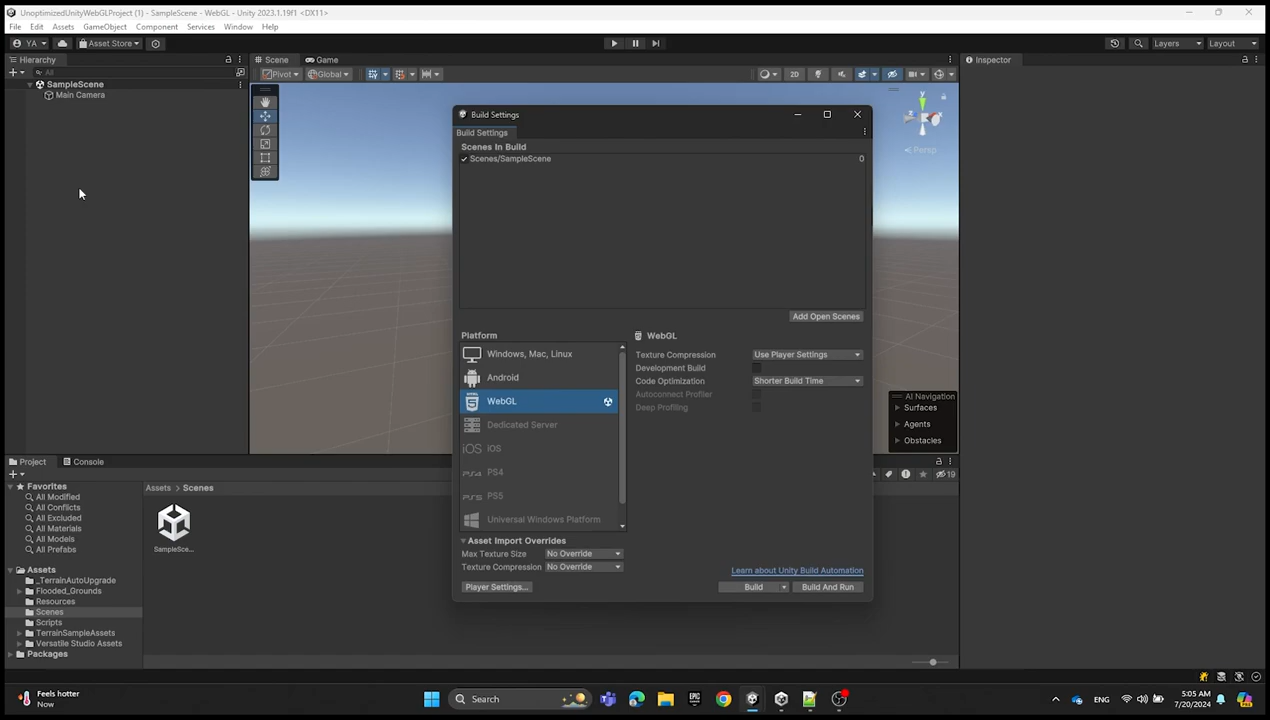 UnoptimizedUnityWebGLProject (1) - SampleScene - WebGL - Unity 2023.1.19f1 <DX11>
File Edit Assets GameObject Component Services Window Help
YA Asset Store Layers Layout
Hierarchy
All
SampleScene
Main Camera
Scene Game
Pivot Global 2D
y
Persp
Inspector
Build Settings
Build Settings
Scenes In Build
Scenes/SampleScene 0
Add Open Scenes
Platform
Windows, Mac, Linux
Android
WebGL
Dedicated Server
iOS iOS
PS4
PS5
Universal Windows Platform
WebGL
Texture Compression Use Player Settings
Development Build
Code Optimization Shorter Build Time
Autoconnect Profiler
Deep Profiling
Asset Import Overrides
Max Texture Size No Override
Texture Compression No Override
Learn about Unity Build Automation
Player Settings... Build Build And Run
AI Navigation
Surfaces
Agents
Obstacles
Project Console
19
Favorites
All Modified
All Conflicts
All Excluded
All Materials
All Models
All Prefabs
Assets
_TerrainAutoUpgrade
Flooded_Grounds
Resources
Scenes
Scripts
TerrainSampleAssets
Versatile Studio Assets
Packages
Assets > Scenes
SampleSce...
Feels hotter
Now
Search
ENG
5:05 AM
7/20/2024